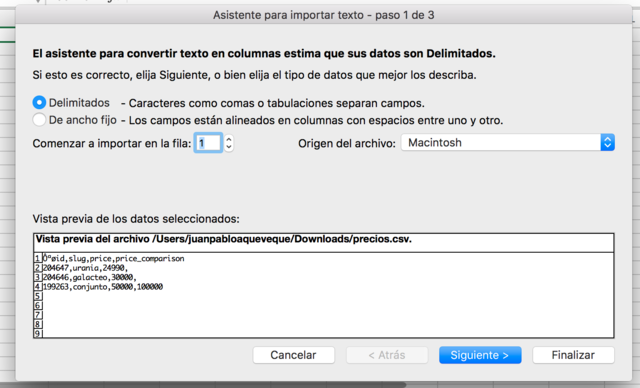 Asistente para importar texto - paso 1 de 3
El asistente para convertir texto en columnas estima que sus datos son Delimitados.
Si esto es correcto, elija Siguiente, o bien elija el tipo de datos que mejor los describa.
Delimitados - Caracteres como comas o tabulaciones separan campos.
De ancho fijo - Los campos están alineados en columnas con espacios entre uno y otro.
Comenzar a importar en la fila: 1 Origen del archivo: Macintosh
Vista previa de los datos seleccionados:
Vista previa del archivo /Users/juanpabloaqueveque/Downloads/precios.csv.
1 Ôªøid,slug,price,price_comparison
2 204647,urania,24990,
3 204646,galacteo,30000,
4 199263,conjunto,50000,100000
5
6
7
8
9
Cancelar < Atrás Siguiente > Finalizar